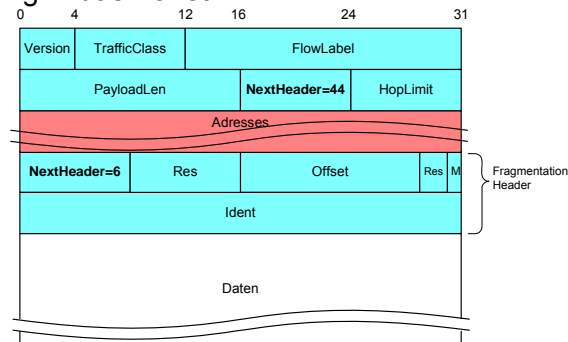 0 4 12 16 24 31
Version TrafficClass FlowLabel
PayloadLen NextHeader=44 HopLimit
Adresses
NextHeader=6 Res Offset Res M
Fragmentation
Header
Ident
Daten